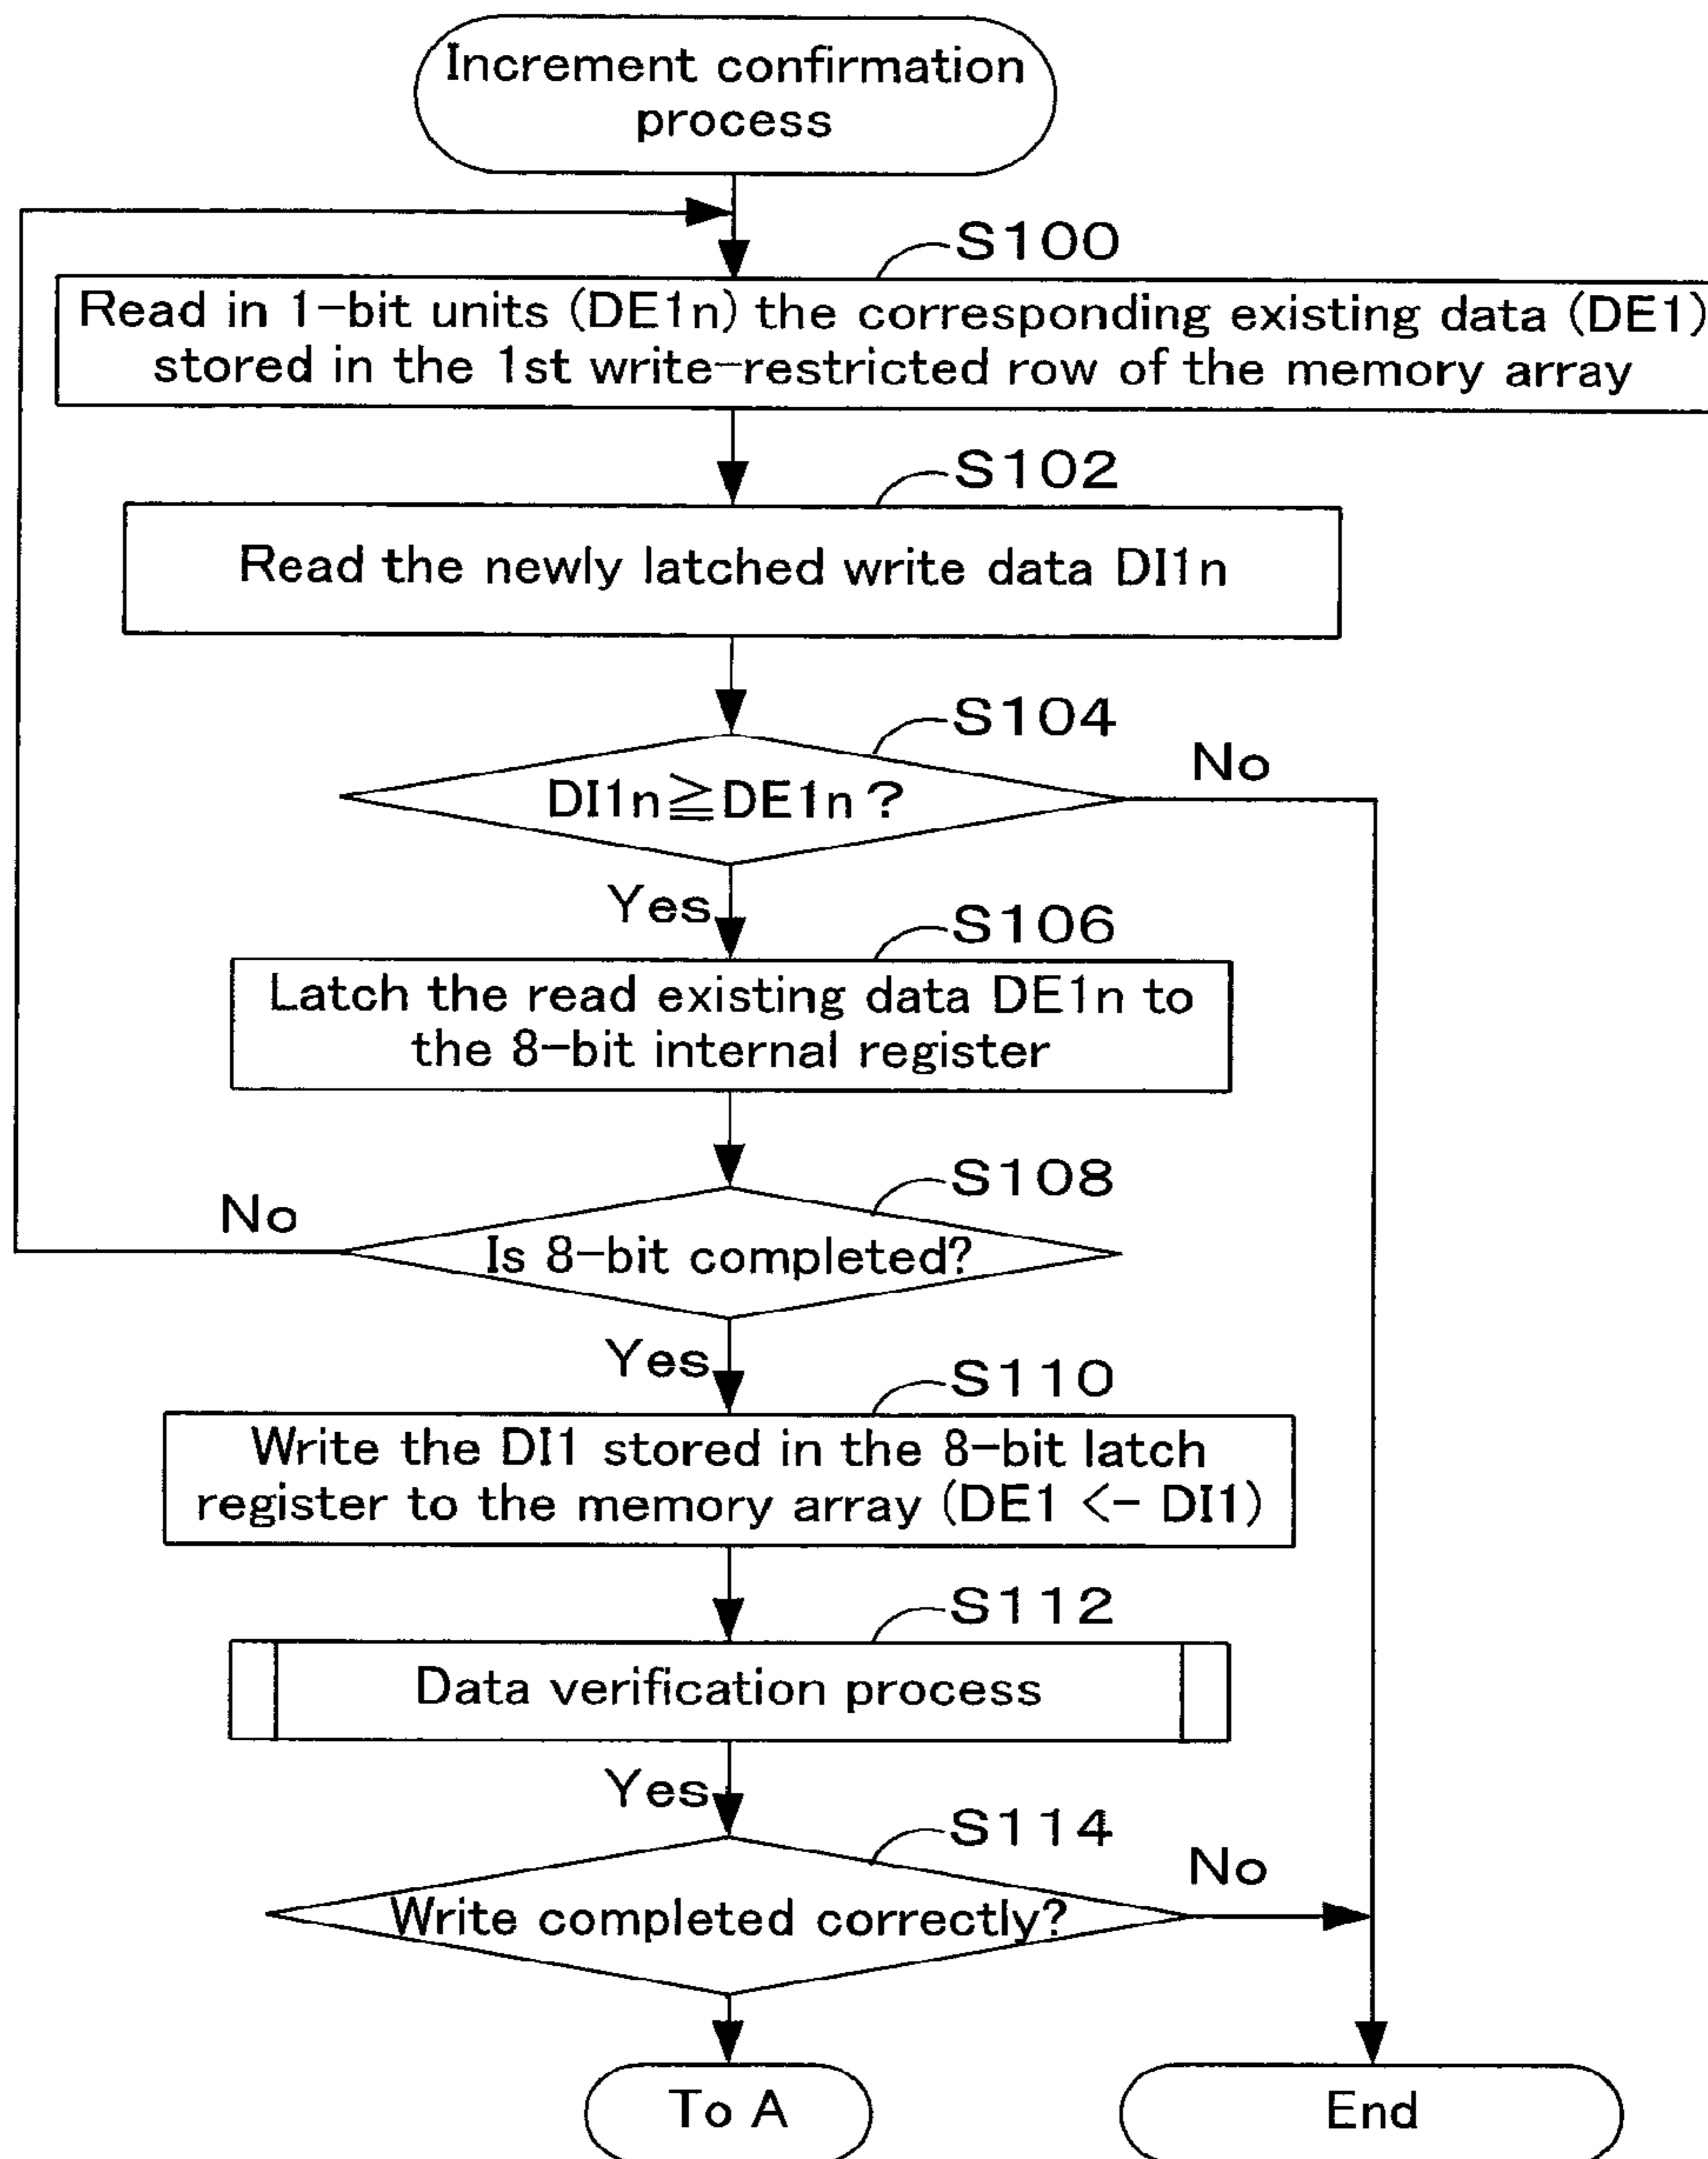 Increment confirmation
process
S100
Read in 1-bit units (DE1n) the corresponding existing data (DE1)
stored in the 1st write-restricted row of the memory array
S102
Read the newly latched write data DI1n
S104
DI1n≧DE1n?
No
Yes
S106
Latch the read existing data DE1n to
the 8-bit internal register
S108
No
Is 8-bit completed?
Yes
S110
Write the DI1 stored in the 8-bit latch
register to the memory array (DE1 <- DI1)
S112
Data verification process
Yes
S114
No
Write completed correctly?
To A
End